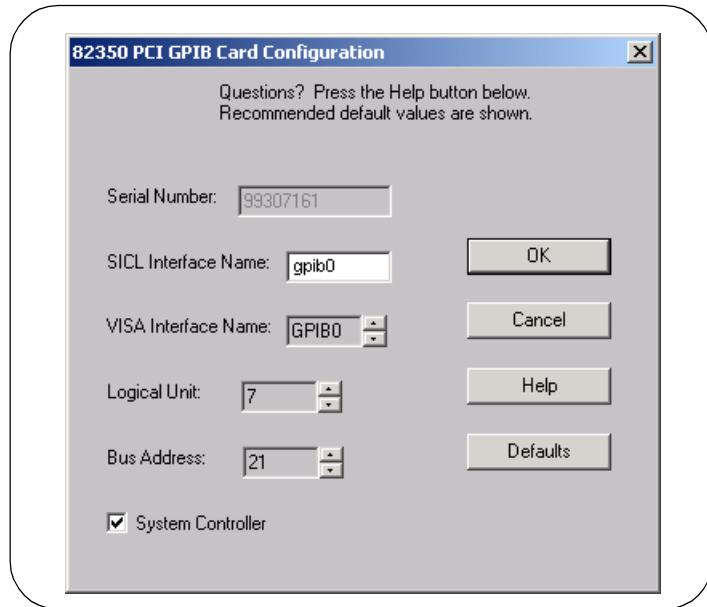 82350 PCI GPIB Card Configuration
Questions? Press the Help button below.
Recommended default values are shown.
Serial Number: 99307161
SICL Interface Name: gpib0
OK
VISA Interface Name: GPIB0
Cancel
Logical Unit: 7
Help
Bus Address: 21
Defaults
System Controller